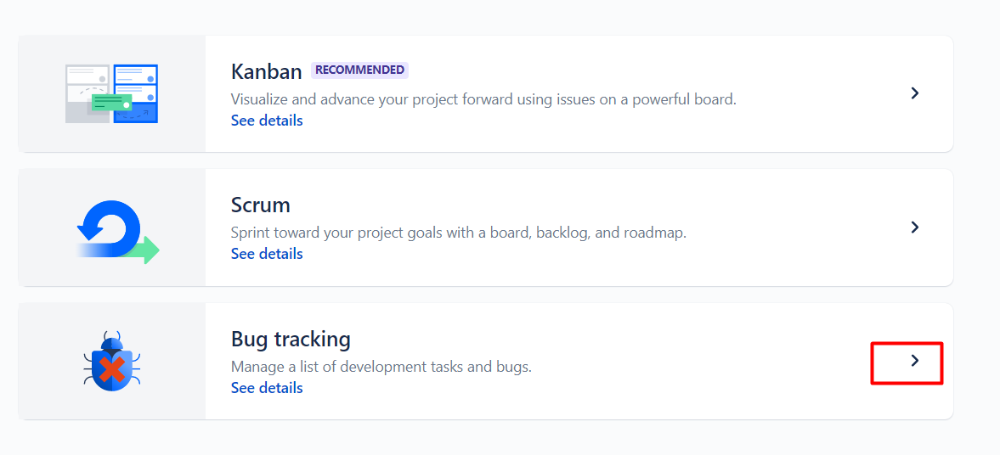 Kanban RECOMMENDED
Visualize and advance your project forward using issues on a powerful board.
See details
Scrum
Sprint toward your project goals with a board, backlog, and roadmap.
See details
Bug tracking
Manage a list of development tasks and bugs.
See details